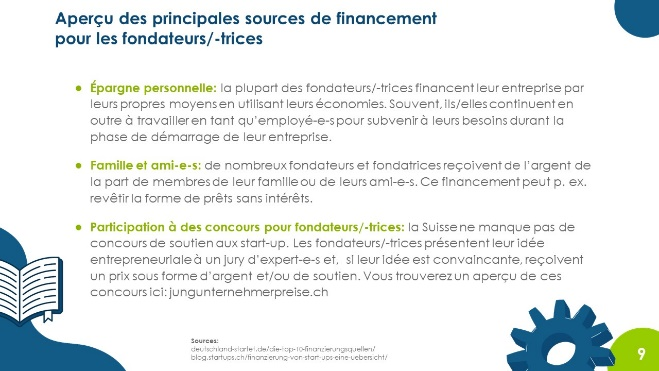 Aperçu des principales sources de financement
pour les fondateurs/-trices
● Épargne personnelle: la plupart des fondateurs/-trices financent leur entreprise par
leurs propres moyens en utilisant leurs économies. Souvent, ils/elles continuent en
outre à travailler en tant qu'employé-e-s pour subvenir à leurs besoins durant la
phase de démarrage de leur entreprise.
● Famille et ami-e-s: de nombreux fondateurs et fondatrices reçoivent de l'argent de
la part de membres de leur famille ou de leurs ami-e-s. Ce financement peut p. ex.
revêtir la forme de prêts sans intérêts.
● Participation à des concours pour fondateurs/-trices: la Suisse ne manque pas de
concours de soutien aux start-up. Les fondateurs/-trices présentent leur idée
entrepreneuriale à un jury d'expert-e-s et, si leur idée est convaincante, reçoivent
un prix sous forme d'argent et/ou de soutien. Vous trouverez un aperçu de ces
concours ici: jungunternehmerpreise.ch
Sources:
deutschland-startet.de/die-top-10-finanzierungsquellen/
blog.startups.ch/finanzierung-von-start-ups-eine-uebersicht/
9